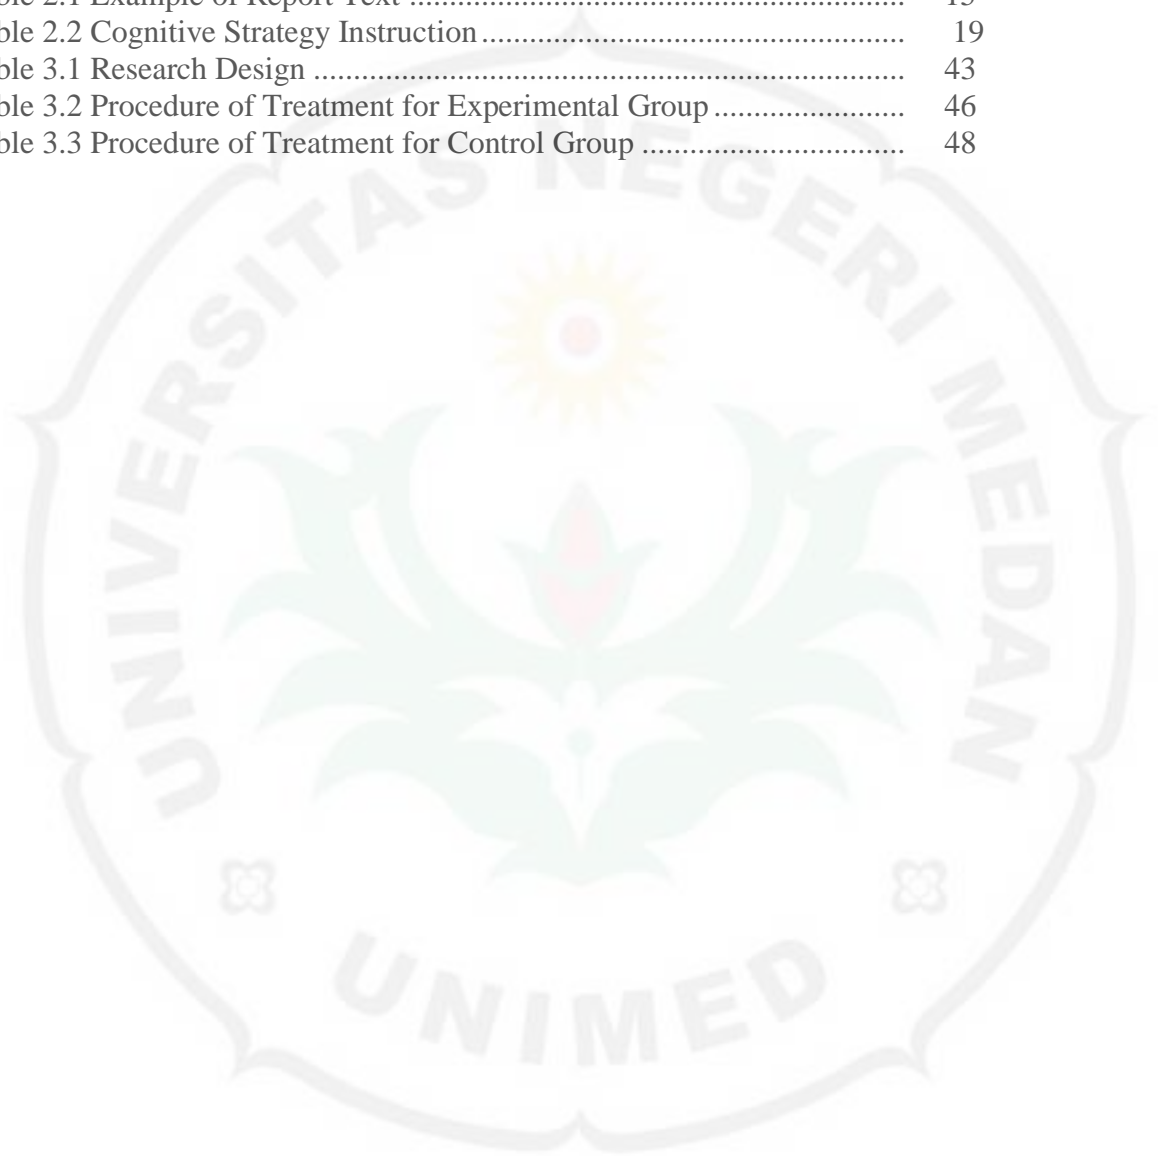 ble 2.1 Example of Report Text ..............................................................
ble 2.2 Cognitive Strategy Instruction ..................................................... 19
ble 3.1 Research Design .......................................................................... 43
ble 3.2 Procedure of Treatment for Experimental Group ........................ 46
ble 3.3 Procedure of Treatment for Control Group ................................. 48
UNIVERSITAS NEGERI MEDAN
UNIMED